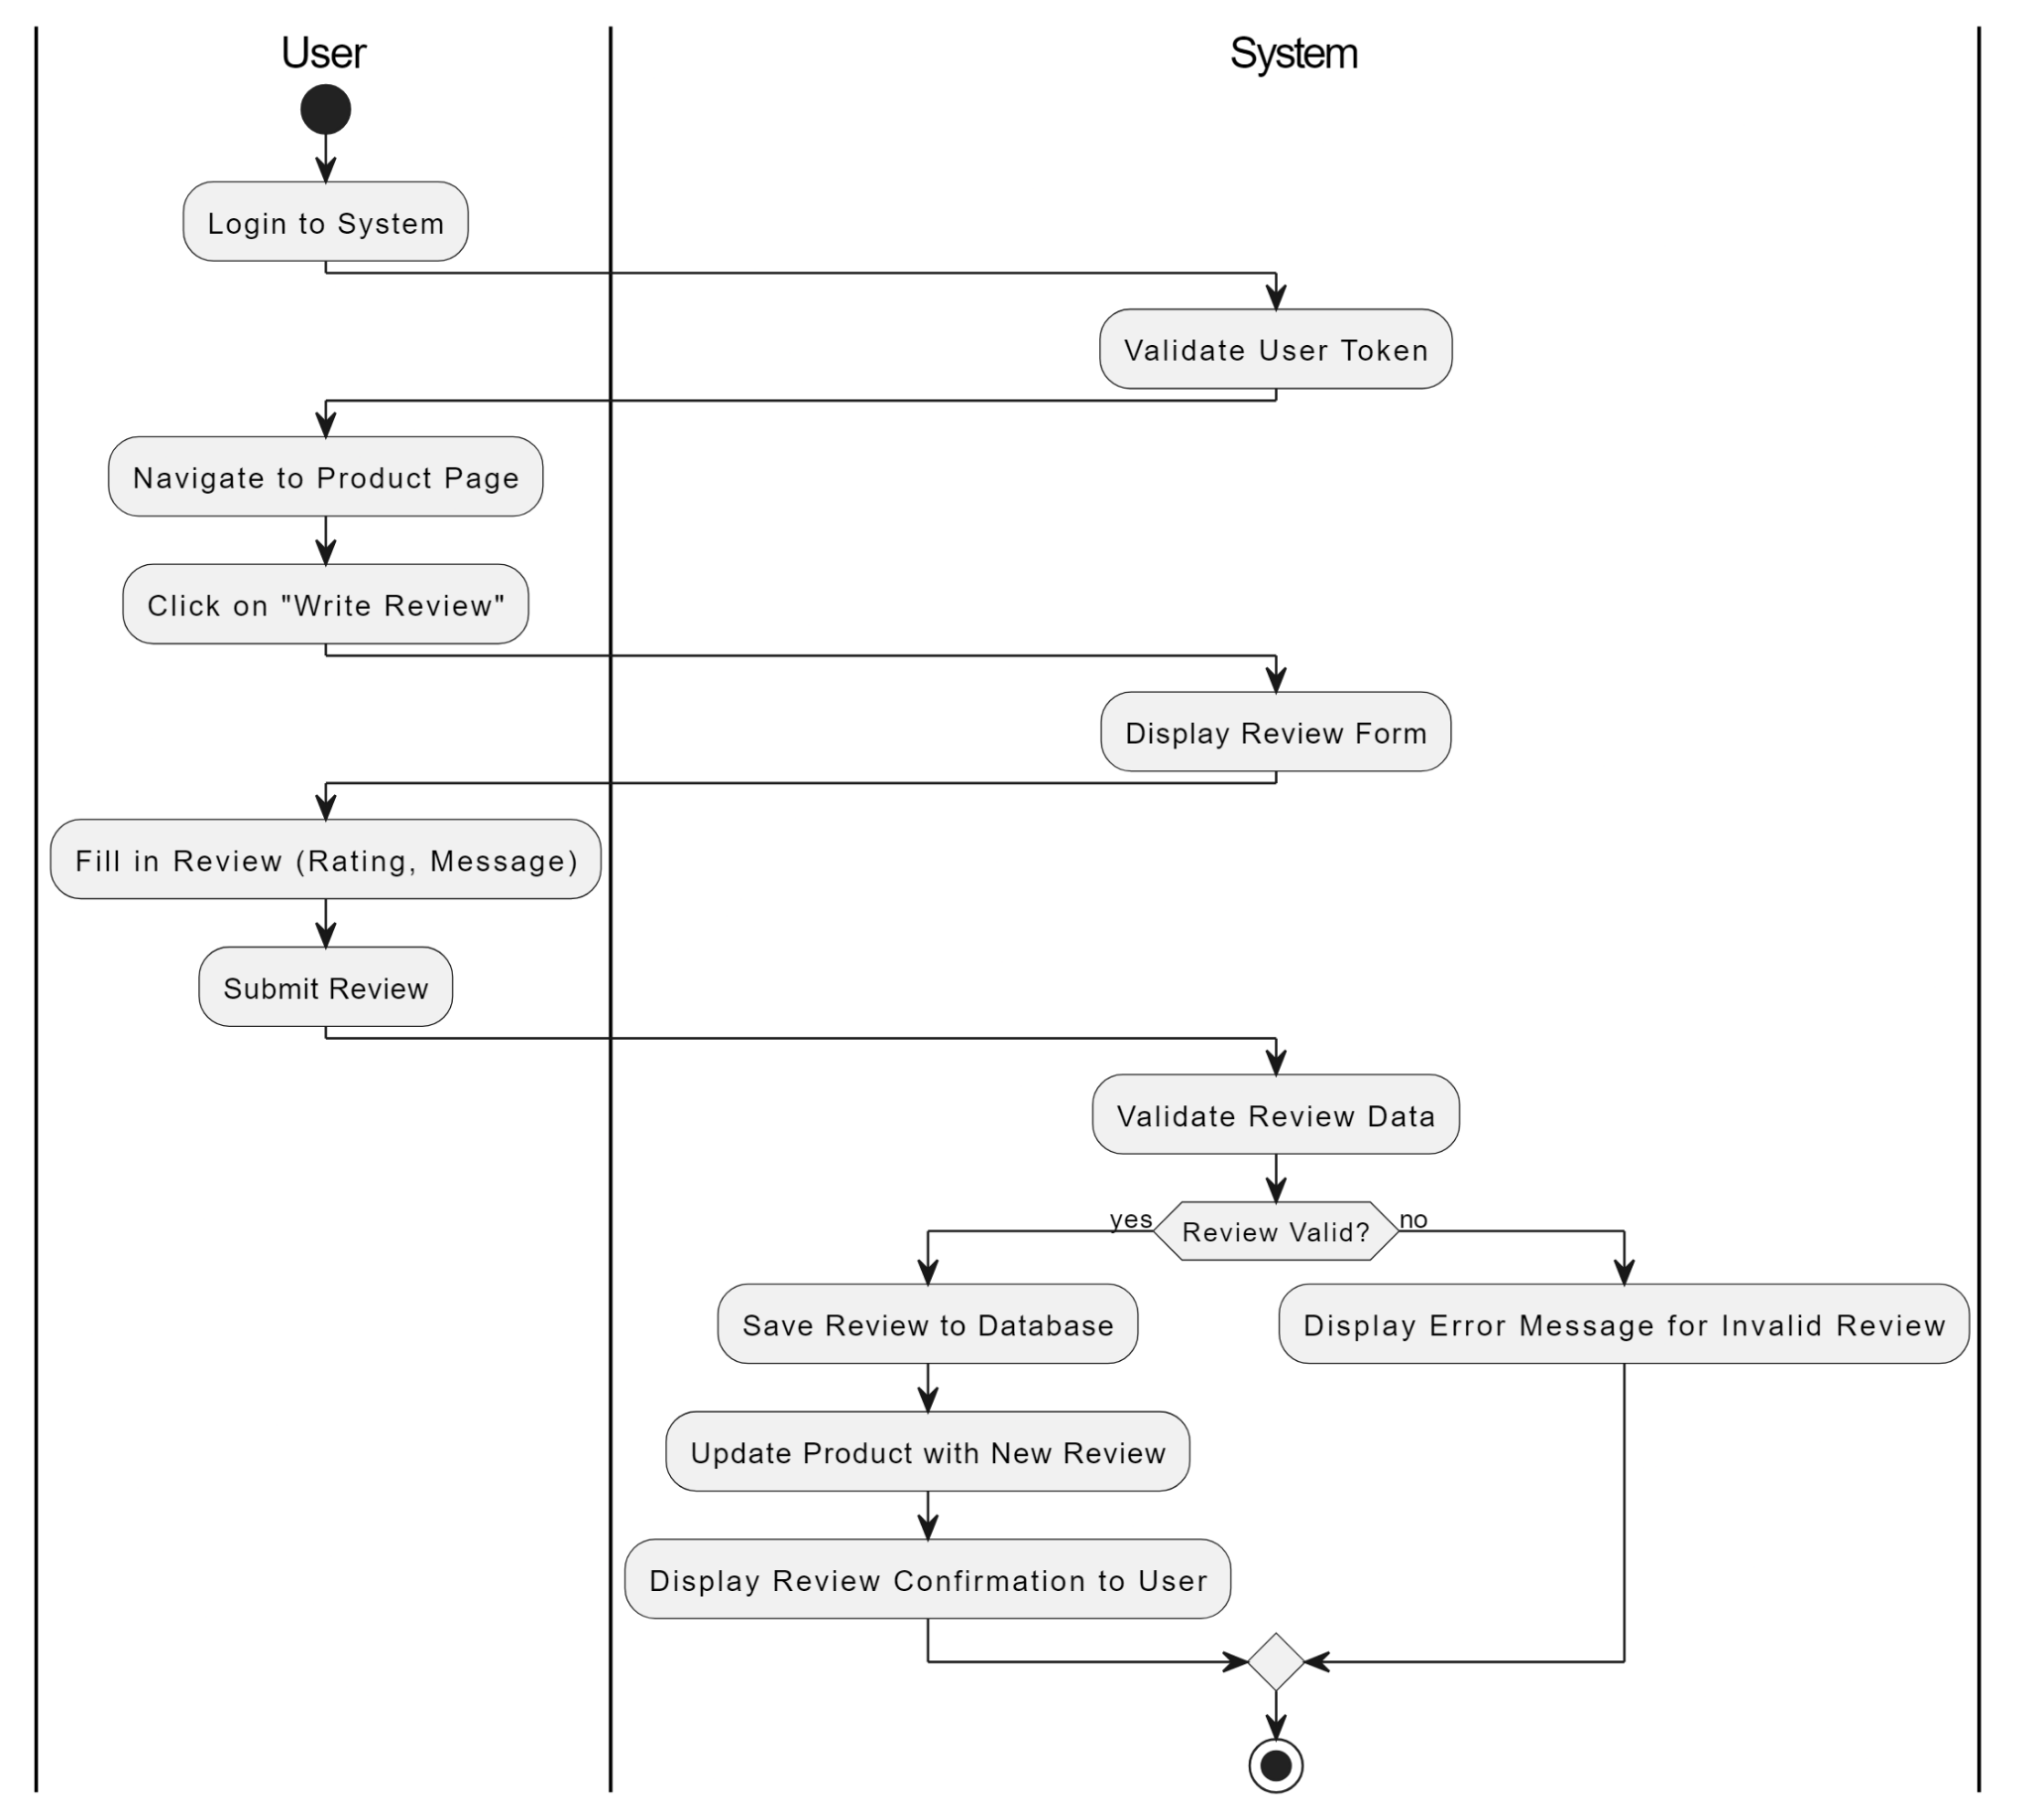 User
System
Login to System
Validate User Token
Navigate to Product Page
Click on "Write Review"
Display Review Form
Fill in Review (Rating, Message)
Submit Review
Validate Review Data
yes
Review Valid?
no
Save Review to Database
Display Error Message for Invalid Review
Update Product with New Review
Display Review Confirmation to User